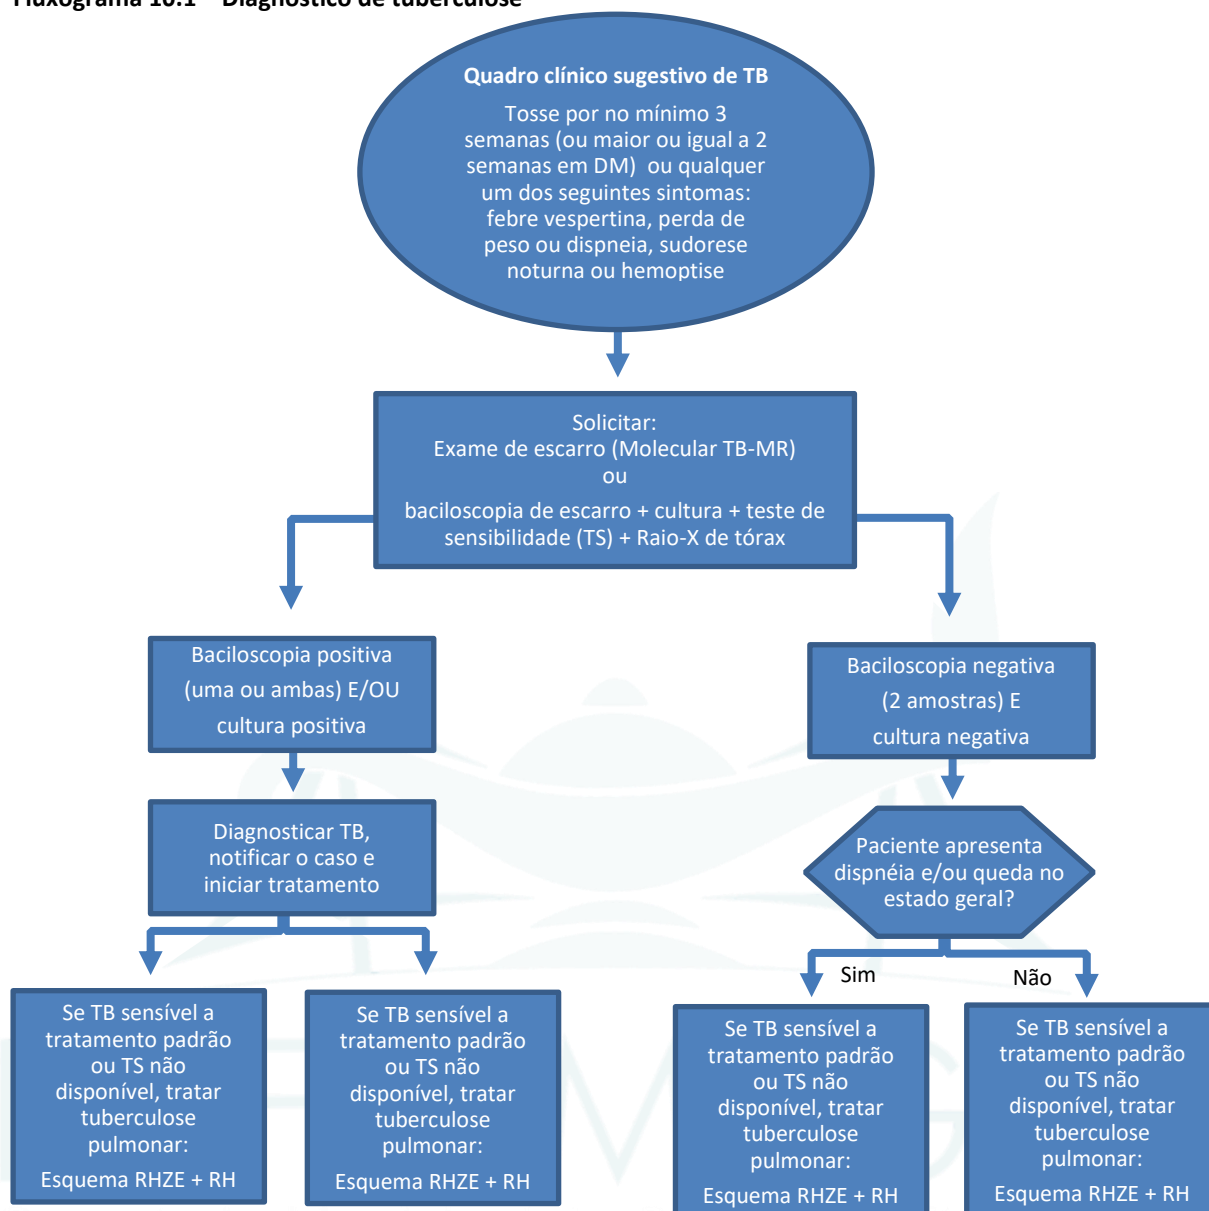 Fluxograma 10.1 – Diagnóstico de tuberculose
Quadro clínico sugestivo de TB
Tosse por no mínimo 3
semanas (ou maior ou igual a 2
semanas em DM) ou qualquer
um dos seguintes sintomas:
febre vespertina, perda de
peso ou dispneia, sudorese
noturna ou hemoptise
Solicitar:
Exame de escarro (Molecular TB-MR)
ou
baciloscopia de escarro + cultura + teste de
sensibilidade (TS) + Raio-X de tórax
Baciloscopia positiva
(uma ou ambas) E/OU
cultura positiva
Baciloscopia negativa
(2 amostras) E
cultura negativa
Diagnosticar TB,
notificar o caso e
iniciar tratamento
Paciente apresenta
dispnéia e/ou queda no
estado geral?
Sim
Não
Se TB sensível a
tratamento padrão
ou TS não
disponível, tratar
tuberculose
pulmonar:
Esquema RHZE + RH
Se TB sensível a
tratamento padrão
ou TS não
disponível, tratar
tuberculose
pulmonar:
Esquema RHZE + RH
Se TB sensível a
tratamento padrão
ou TS não
disponível, tratar
tuberculose
pulmonar:
Esquema RHZE + RH
Se TB sensível a
tratamento padrão
ou TS não
disponível, tratar
tuberculose
pulmonar:
Esquema RHZE + RH